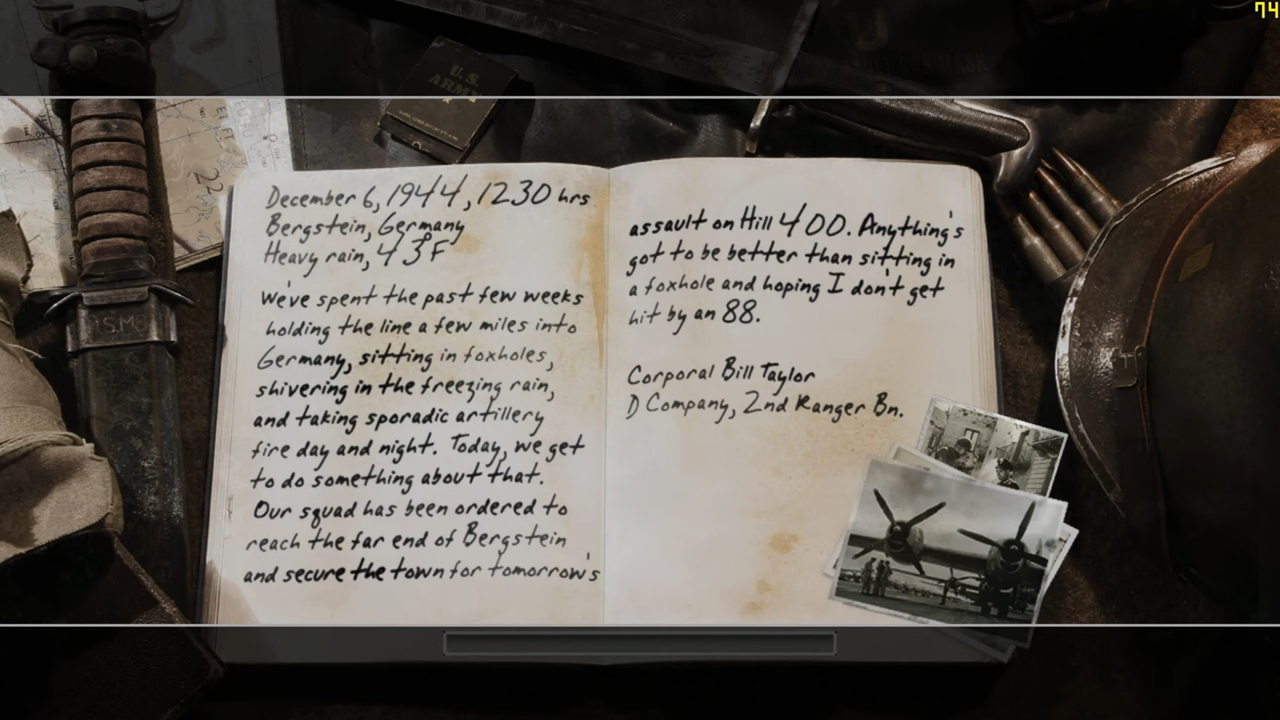 74
U.S.
ARMY
22
U.S.M.C
December 6, 1944, 1230 hrs
Bergstein, Germany
Heavy rain, 43°F
We've spent the past few weeks
holding the line a few miles into
Germany, sitting in foxholes,
shivering in the freezing rain,
and taking sporadic artillery
fire day and night. Today, we get
to do something about that.
Our squad has been ordered to
reach the far end of Bergstein
and secure the town for tomorrow's
assault on Hill 400. Anything's
got to be better than sitting in
a foxhole and hoping I don't get
hit by an 88.
Corporal Bill Taylor
D Company, 2nd Ranger Bn.